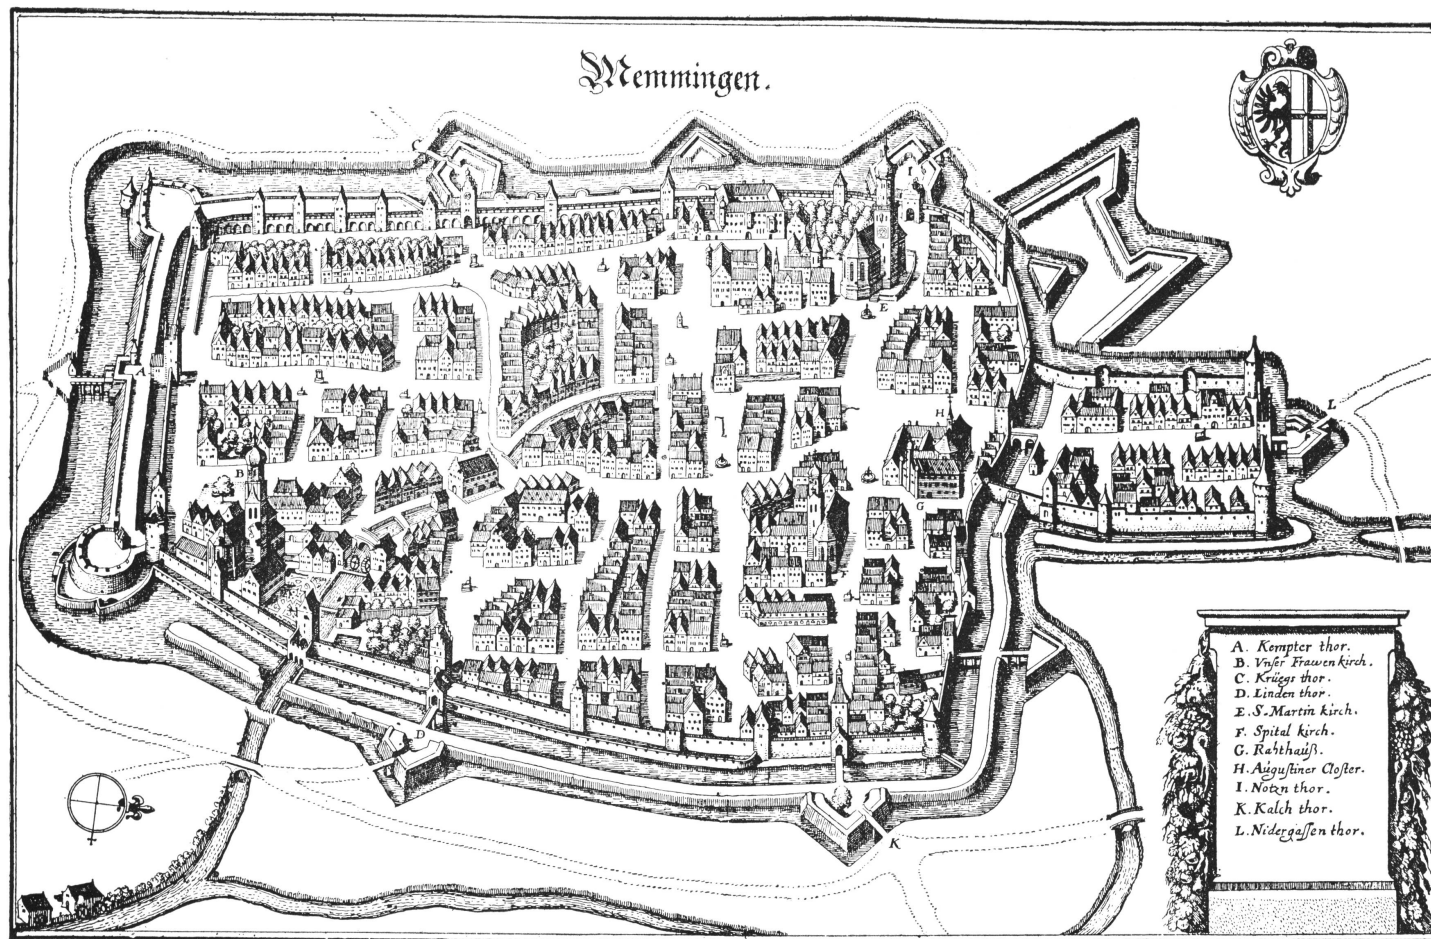 Memmingen.
C
I
L
A
E
H
B
G
D
K
A. Kempter thor.
B. Vnser Frawen kirch.
C. Krüegs thor.
D. Linden thor.
E. S. Martin kirch.
F. Spital kirch.
G. Rahthauß.
H. Augustiner Closter.
I. Notzn thor.
K. Kalch thor.
L. Nidergassen thor.